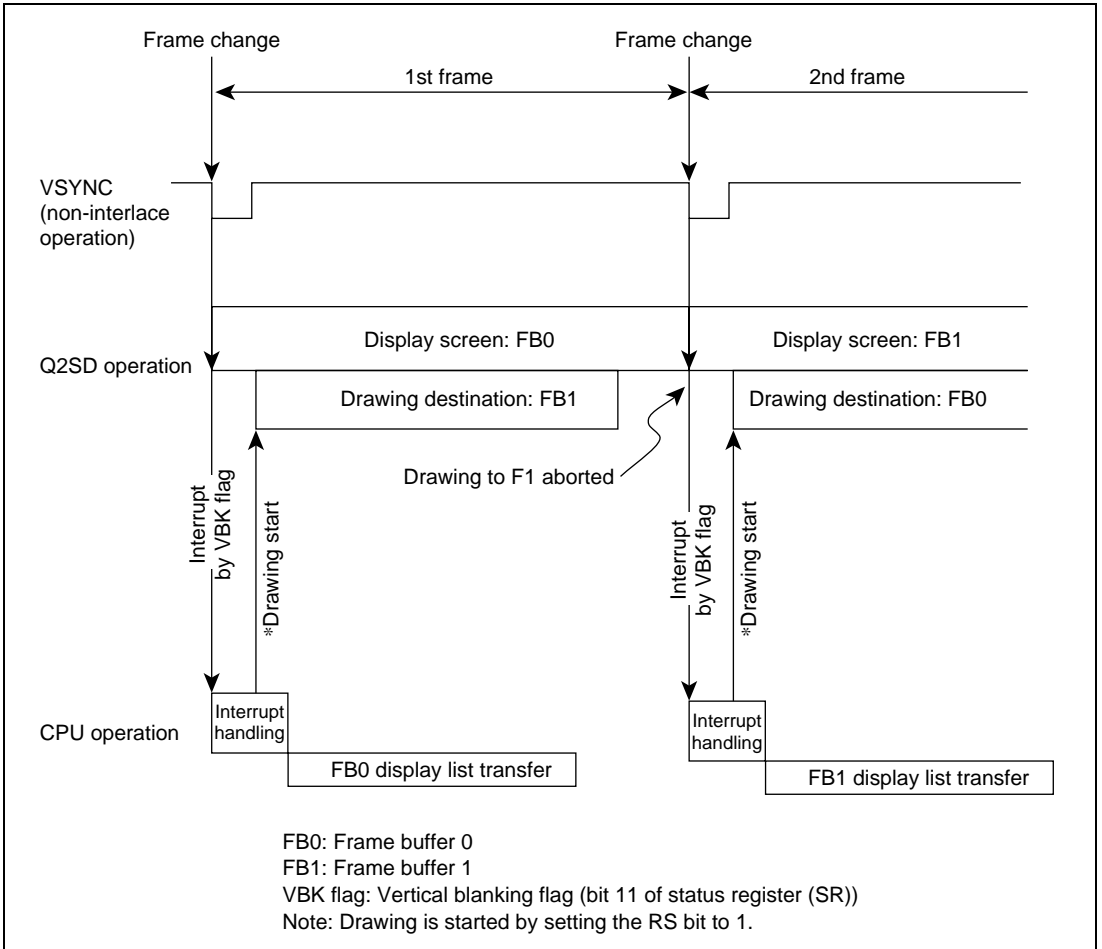 Frame change
Frame change
1st frame
2nd frame
VSYNC
(non-interlace
operation)
Display screen: FB0
Display screen: FB1
Q2SD operation
Drawing destination: FB1
Drawing destination: FB0
Drawing to F1 aborted
Interrupt
by VBK flag
*Drawing start
Interrupt
by VBK flag
*Drawing start
CPU operation
Interrupt
handling
Interrupt
handling
FB0 display list transfer
FB1 display list transfer
FB0: Frame buffer 0
FB1: Frame buffer 1
VBK flag: Vertical blanking flag (bit 11 of status register (SR))
Note: Drawing is started by setting the RS bit to 1.